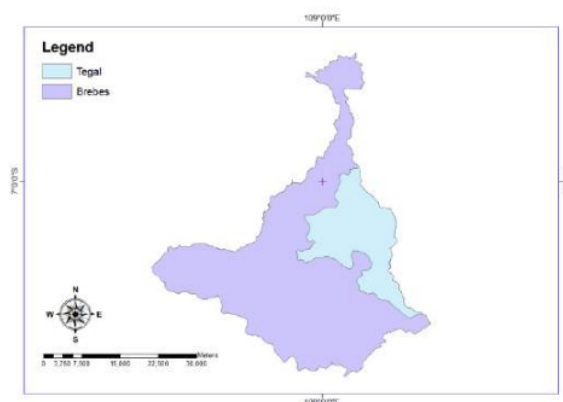 109°0'0"E
Legend
Tegal
Brebes
7°0'0"S
N
W E
S
Meters
0 3,750 7,500 15,000 22,500 30,000